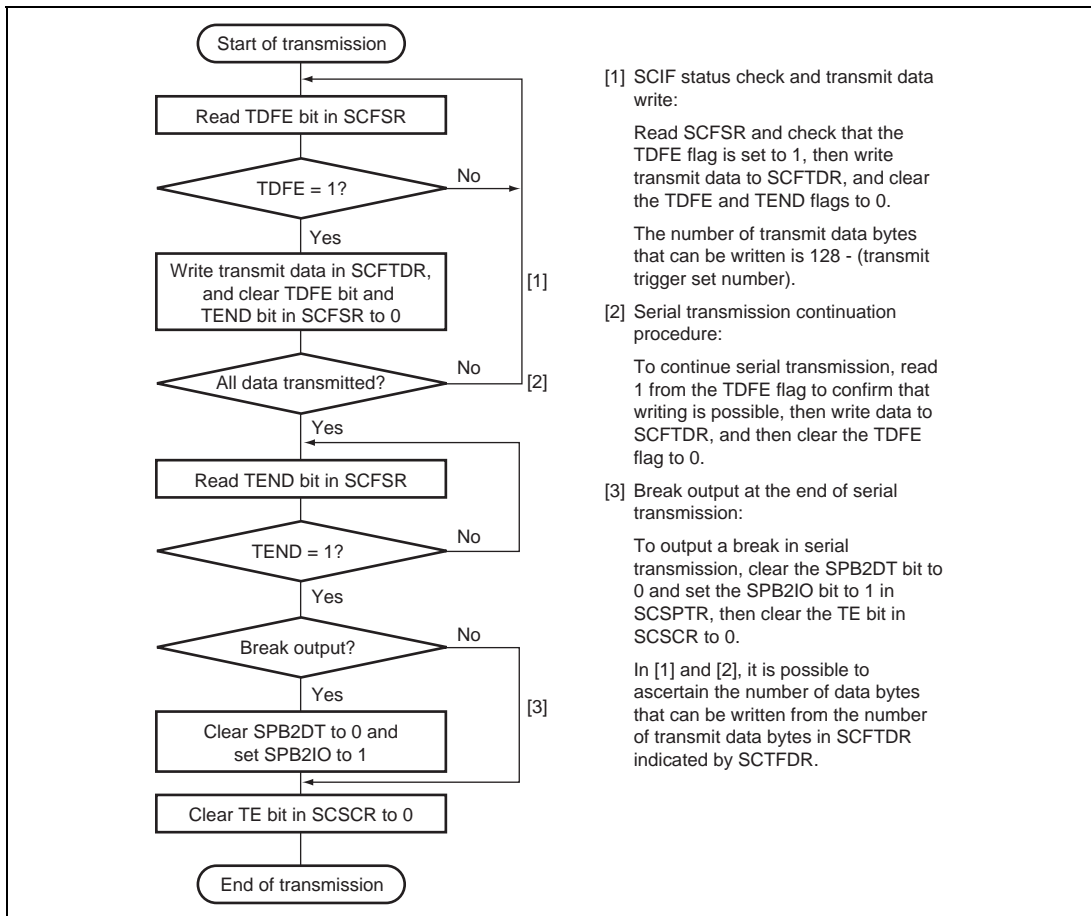 Start of transmission
Read TDFE bit in SCFSR
TDFE = 1?
No
Yes
Write transmit data in SCFTDR,
and clear TDFE bit and
TEND bit in SCFSR to 0
[1]
All data transmitted?
No
[2]
Yes
Read TEND bit in SCFSR
TEND = 1?
No
Yes
Break output?
No
Yes
[3]
Clear SPB2DT to 0 and
set SPB2IO to 1
Clear TE bit in SCSCR to 0
End of transmission
[1] SCIF status check and transmit data
write:
Read SCFSR and check that the
TDFE flag is set to 1, then write
transmit data to SCFTDR, and clear
the TDFE and TEND flags to 0.
The number of transmit data bytes
that can be written is 128 - (transmit
trigger set number).
[2] Serial transmission continuation
procedure:
To continue serial transmission, read
1 from the TDFE flag to confirm that
writing is possible, then write data to
SCFTDR, and then clear the TDFE
flag to 0.
[3] Break output at the end of serial
transmission:
To output a break in serial
transmission, clear the SPB2DT bit to
0 and set the SPB2IO bit to 1 in
SCSPTR, then clear the TE bit in
SCSCR to 0.
In [1] and [2], it is possible to
ascertain the number of data bytes
that can be written from the number
of transmit data bytes in SCFTDR
indicated by SCTFDR.